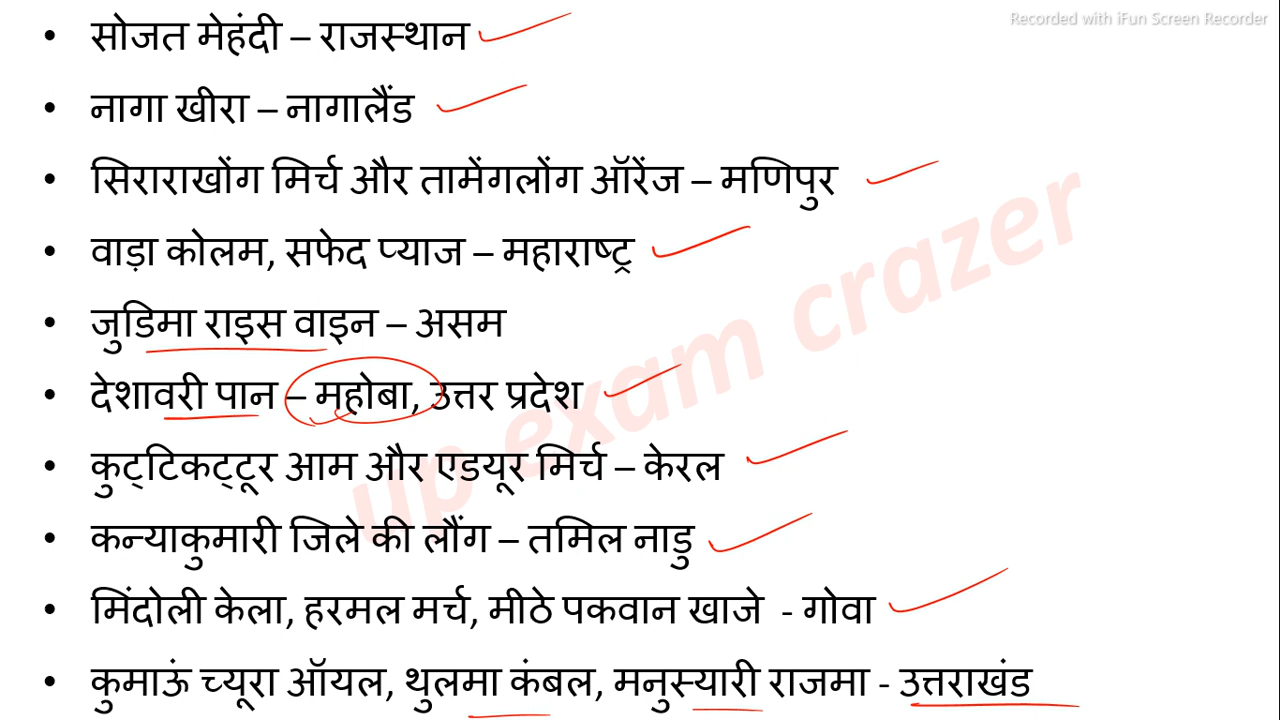 Recorded with iFun Screen Recorder
• सोजत मेहंदी – राजस्थान
• नागा खीरा – नागालैंड
• सिराराखोंग मिर्च और तामेंगलोंग ऑरेंज – मणिपुर
• वाड़ा कोलम, सफेद प्याज – महाराष्ट्र
• जुडिमा राइस वाइन – असम
• देशावरी पान – महोबा, उत्तर प्रदेश
• कुट्टिकट्टूर आम और एडयूर मिर्च – केरल
• कन्याकुमारी जिले की लौंग – तमिल नाडु
• मिंदोली केला, हरमल मर्च, मीठे पकवान खाजे - गोवा
• कुमाऊं च्यूरा ऑयल, थुलमा कंबल, मनुस्यारी राजमा - उत्तराखंड
up exam crazer